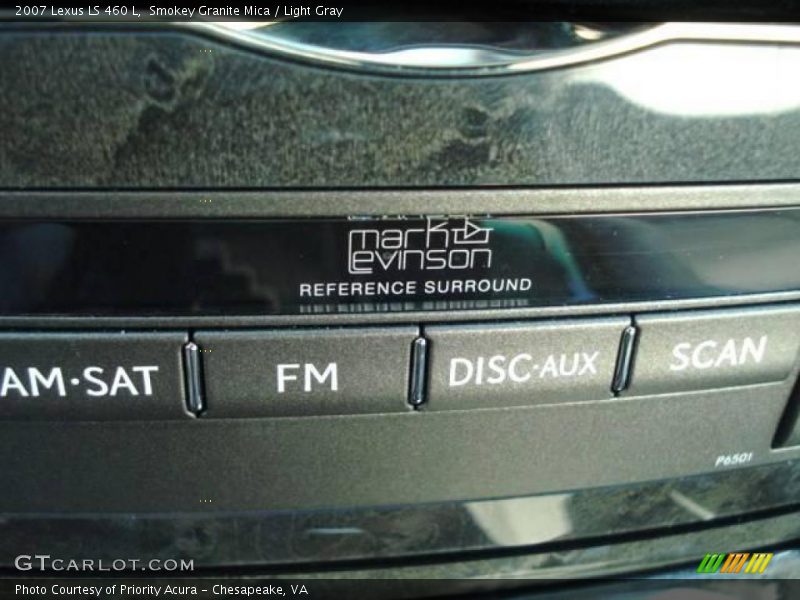 2007 Lexus LS 460 L, Smokey Granite Mica / Light Gray
mark
levinson
REFERENCE SURROUND
AM·SAT FM DISC·AUX SCAN
P6501
GTCARLOT.COM
Photo Courtesy of Priority Acura - Chesapeake, VA